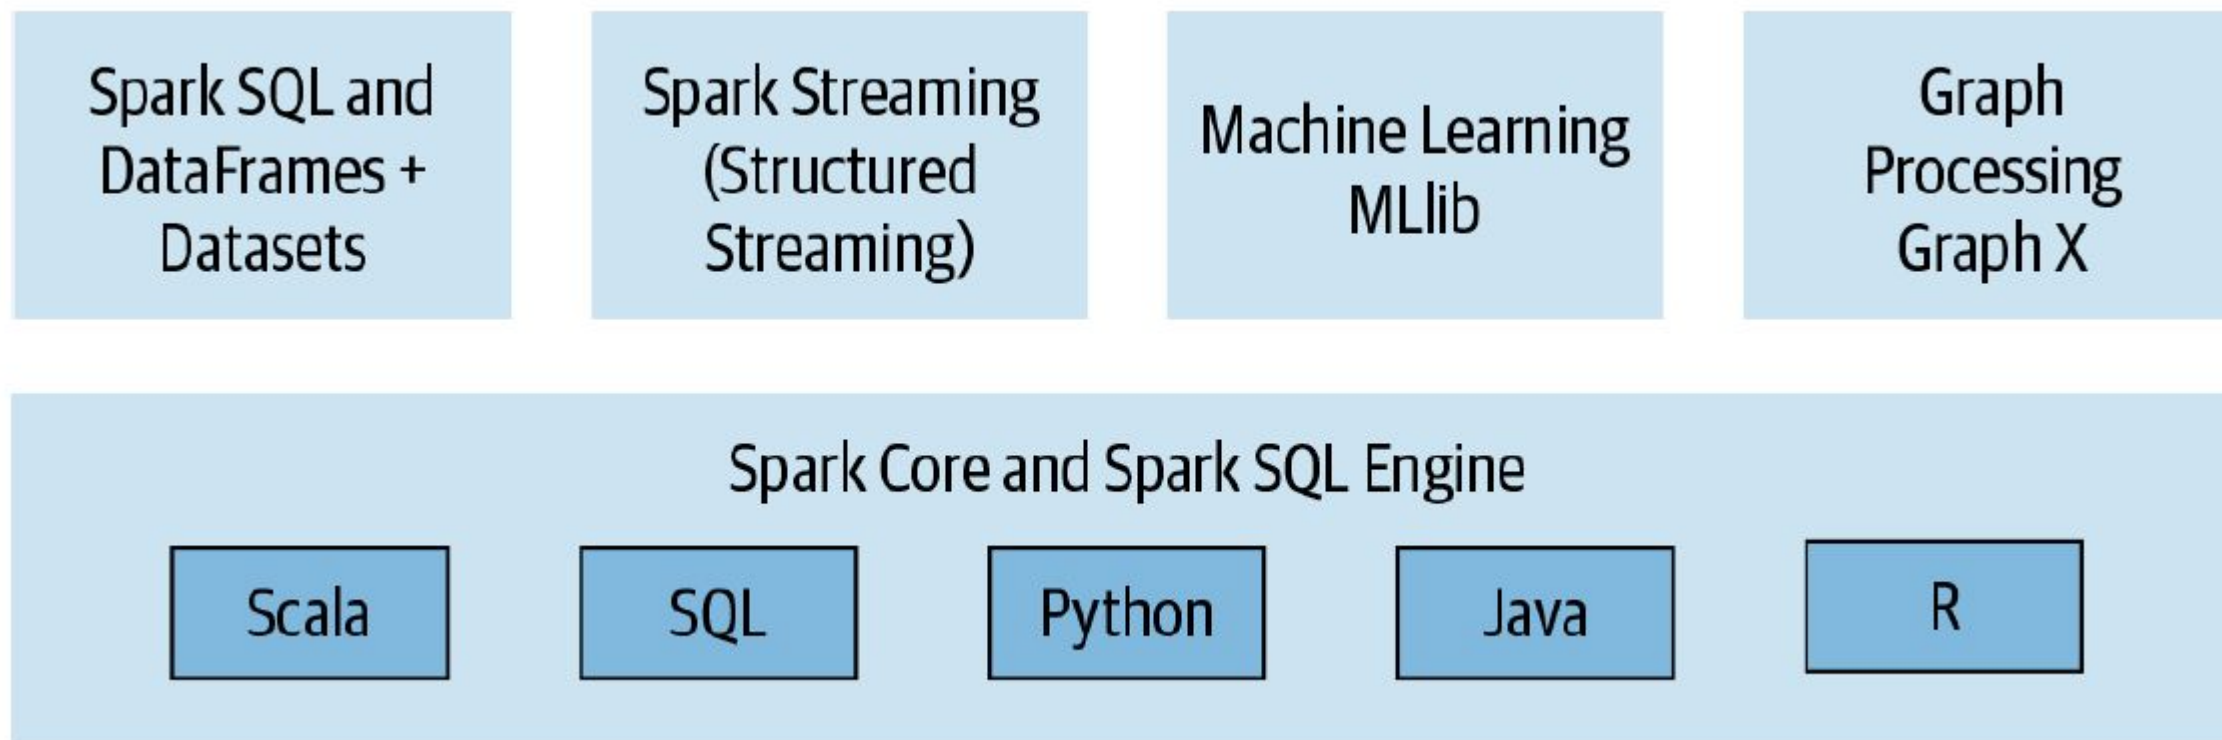 Spark SQL and
DataFrames +
Datasets
Spark Streaming
(Structured
Streaming)
Machine Learning
MLlib
Graph
Processing
Graph X
Spark Core and Spark SQL Engine
Scala
SQL
Python
Java
R